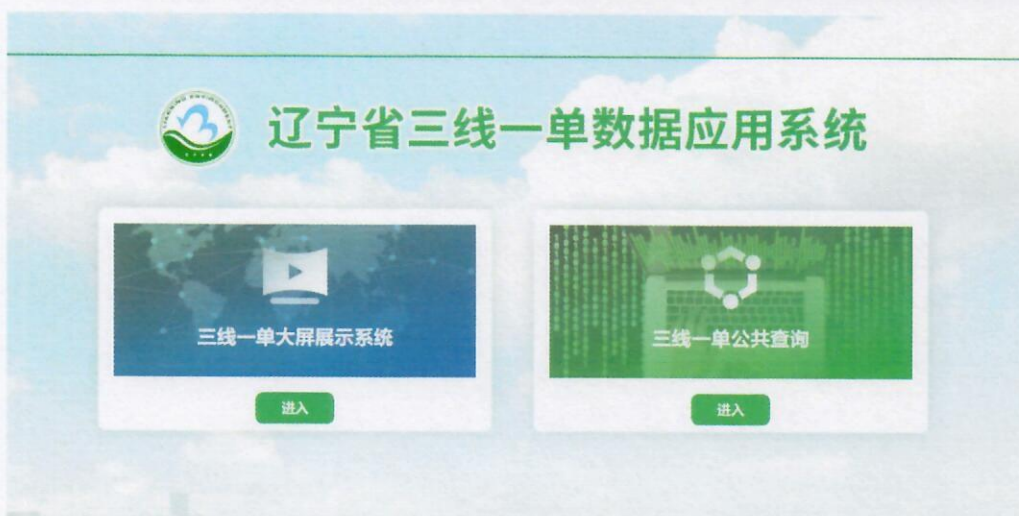 辽宁省三线一单数据应用系统
三线一单大屏展示系统
三线一单公共查询
进入
进入